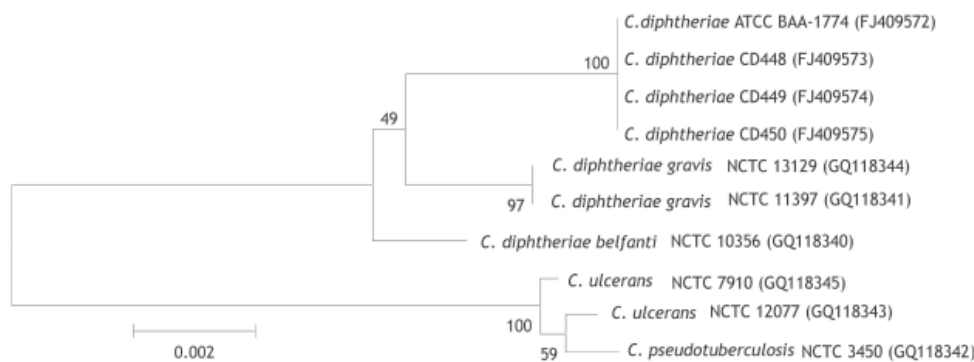 C.diphtheriae ATCC BAA-1774 (FJ409572)
100
C. diphtheriae CD448 (FJ409573)
C. diphtheriae CD449 (FJ409574)
49
C. diphtheriae CD450 (FJ409575)
C. diphtheriae gravis NCTC 13129 (GQ118344)
97
C. diphtheriae gravis NCTC 11397 (GQ118341)
C. diphtheriae belfanti NCTC 10356 (GQ118340)
C. ulcerans NCTC 7910 (GQ118345)
C. ulcerans NCTC 12077 (GQ118343)
100
0.002
59
C. pseudotuberculosis NCTC 3450 (GQ118342)